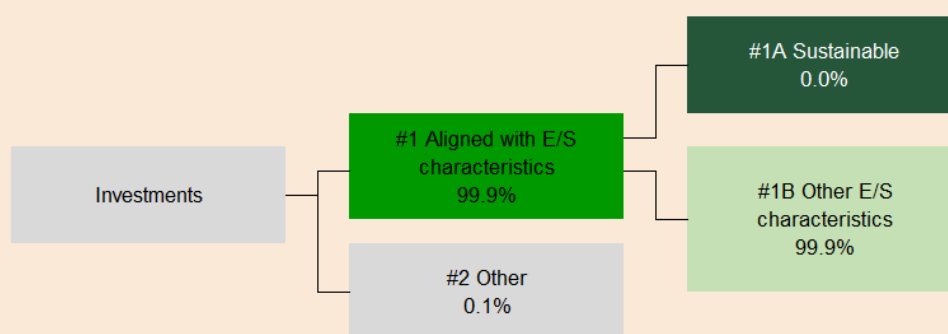 Investments
#1 Aligned with E/S
characteristics
99.9%
#2 Other
0.1%
#1A Sustainable
0.0%
#1B Other E/S
characteristics
99.9%